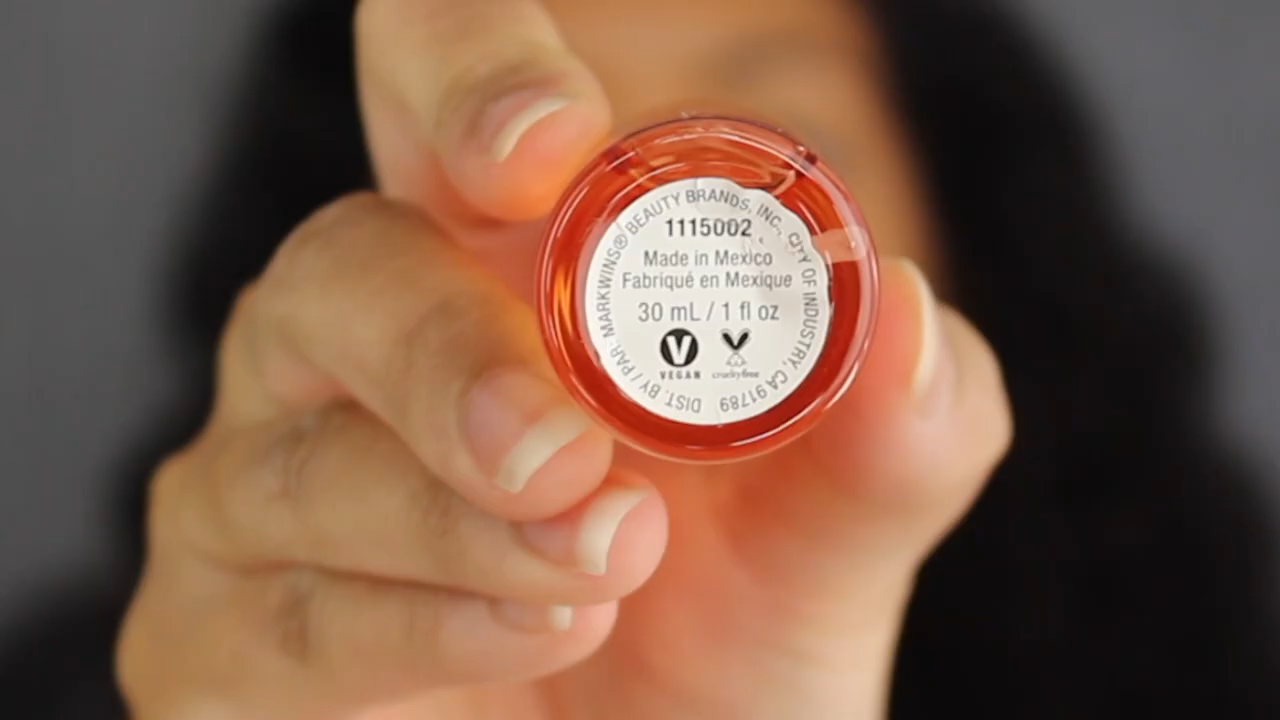 DIST. BY / PAR: MARKWINS® BEAUTY BRANDS, INC., CITY OF INDUSTRY, CA 91789
1115002
Made in Mexico
Fabriqué en Mexique
30 mL / 1 fl oz
V
VEGAN
crueltyfree